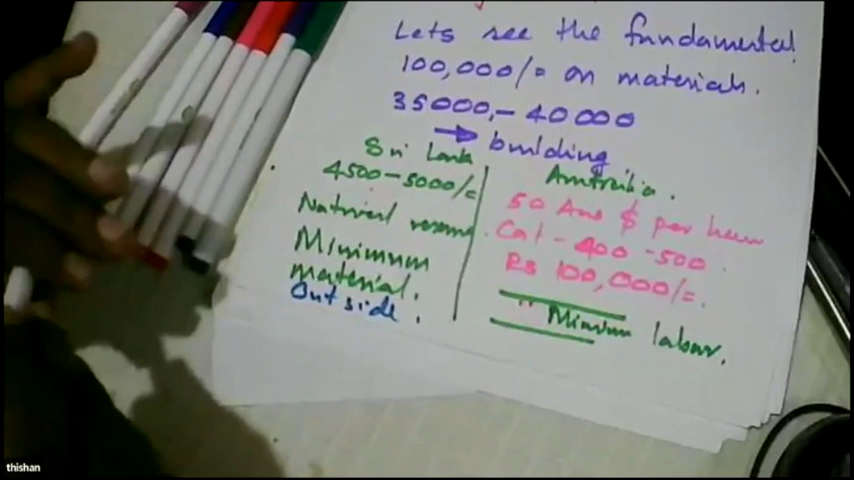 Lets see the fundamental
100,000/= on materials.
35000,- 40000
→ building
Sri Lanka
4500-5000/=
Natural resource.
Minimum
material.
Outside.
Australia.
50 Aus $ per hour
Cat - 400 - 500.
Rs 100,000/=.
" Minimum labour.
thishan